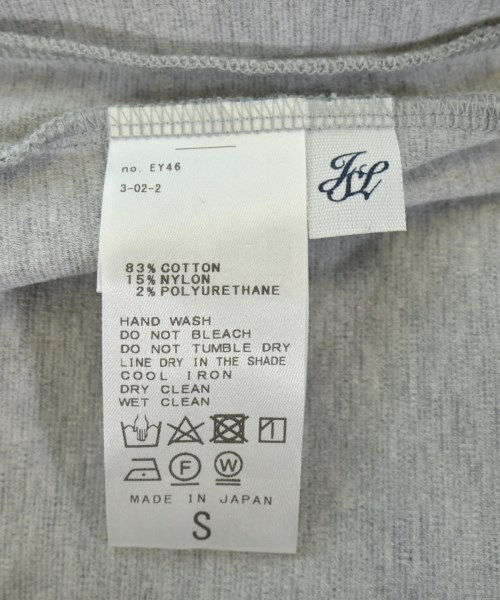 no. EY46
3-02-2
83% COTTON
15% NYLON
2% POLYURETHANE
HAND WASH
DO NOT BLEACH
DO NOT TUMBLE DRY
LINE DRY IN THE SHADE
COOL IRON
DRY CLEAN
WET CLEAN
F W
MADE IN JAPAN
S